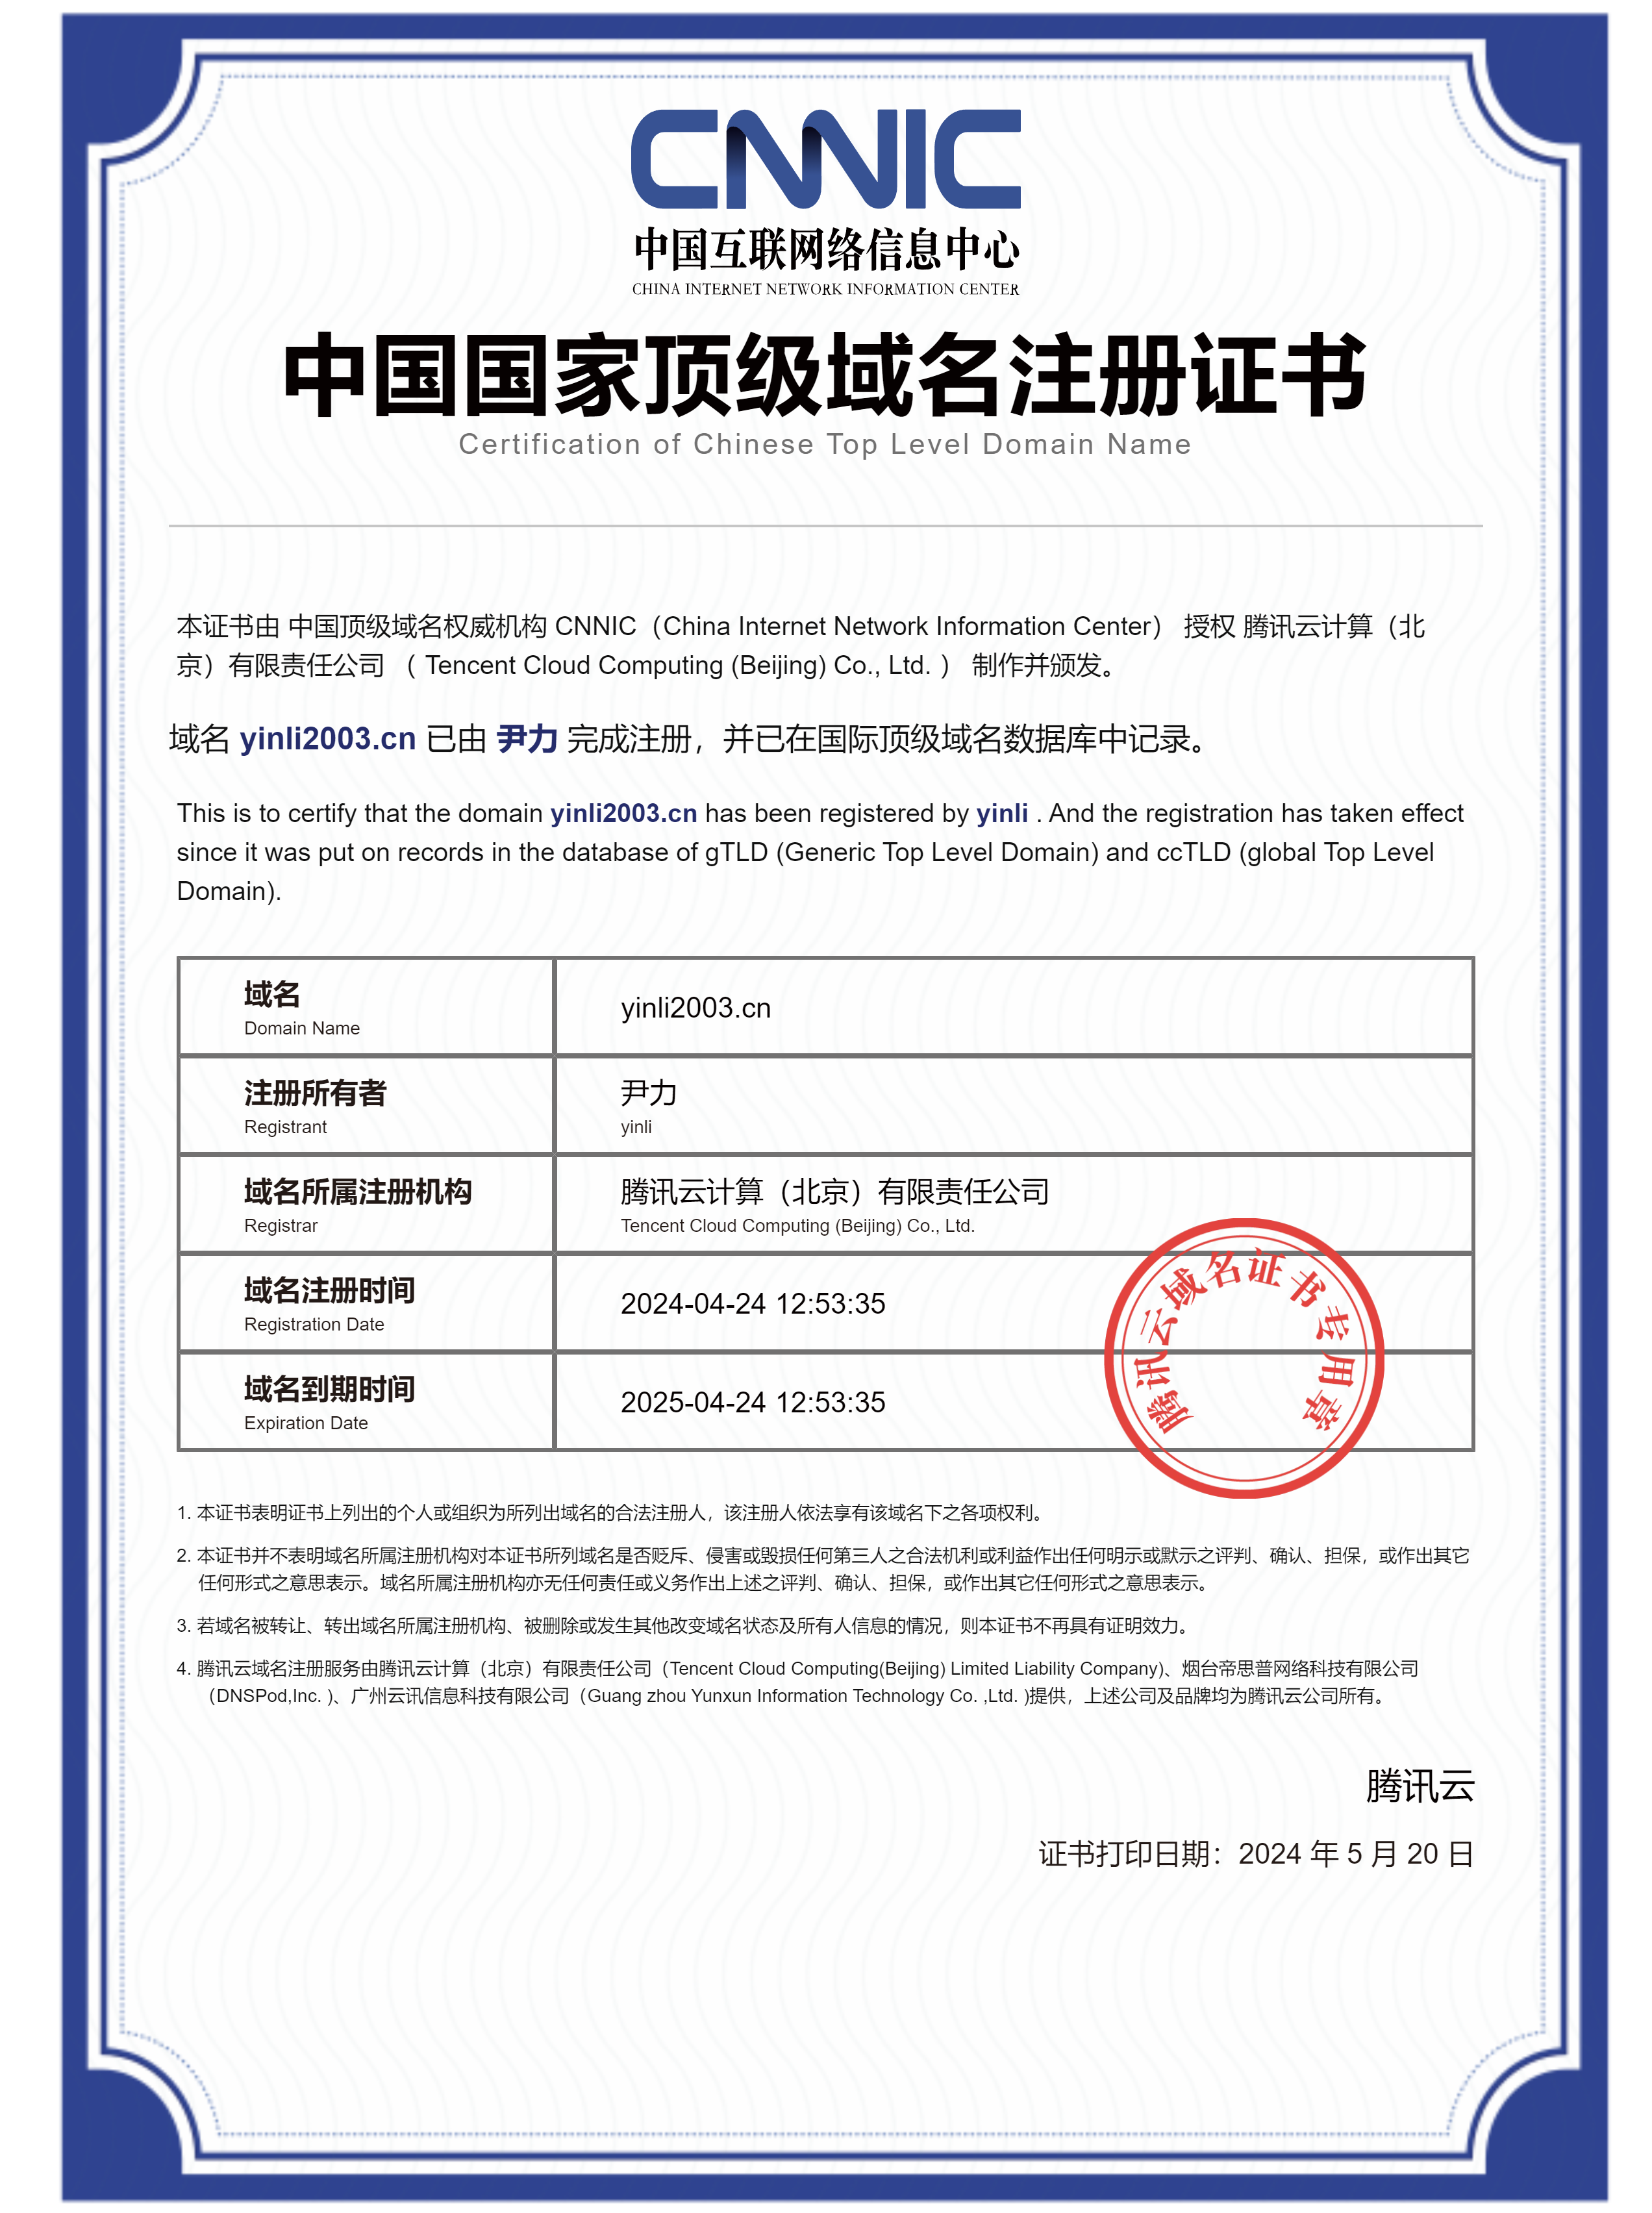 CNNIC
中国互联网络信息中心
CHINA INTERNET NETWORK INFORMATION CENTER
中国国家顶级域名注册证书
Certification of Chinese Top Level Domain Name
本证书由 中国顶级域名权威机构 CNNIC（China Internet Network Information Center） 授权 腾讯云计算（北
京）有限责任公司 （ Tencent Cloud Computing (Beijing) Co., Ltd. ） 制作并颁发。
域名 yinli2003.cn 已由 尹力 完成注册，并已在国际顶级域名数据库中记录。
This is to certify that the domain yinli2003.cn has been registered by yinli . And the registration has taken effect
since it was put on records in the database of gTLD (Generic Top Level Domain) and ccTLD (global Top Level
Domain).
域名
Domain Name
yinli2003.cn
注册所有者
Registrant
尹力
yinli
域名所属注册机构
Registrar
腾讯云计算（北京）有限责任公司
Tencent Cloud Computing (Beijing) Co., Ltd.
域名注册时间
Registration Date
2024-04-24 12:53:35
域名到期时间
Expiration Date
2025-04-24 12:53:35
腾讯云域名证书专用章
1. 本证书表明证书上列出的个人或组织为所列出域名的合法注册人，该注册人依法享有该域名下之各项权利。
2. 本证书并不表明域名所属注册机构对本证书所列域名是否贬斥、侵害或毁损任何第三人之合法机利或利益作出任何明示或默示之评判、确认、担保，或作出其它
任何形式之意思表示。域名所属注册机构亦无任何责任或义务作出上述之评判、确认、担保，或作出其它任何形式之意思表示。
3. 若域名被转让、转出域名所属注册机构、被删除或发生其他改变域名状态及所有人信息的情况，则本证书不再具有证明效力。
4. 腾讯云域名注册服务由腾讯云计算（北京）有限责任公司（Tencent Cloud Computing(Beijing) Limited Liability Company)、烟台帝思普网络科技有限公司
（DNSPod,Inc. )、广州云讯信息科技有限公司（Guang zhou Yunxun Information Technology Co. ,Ltd. )提供，上述公司及品牌均为腾讯云公司所有。
腾讯云
证书打印日期：2024 年 5 月 20 日